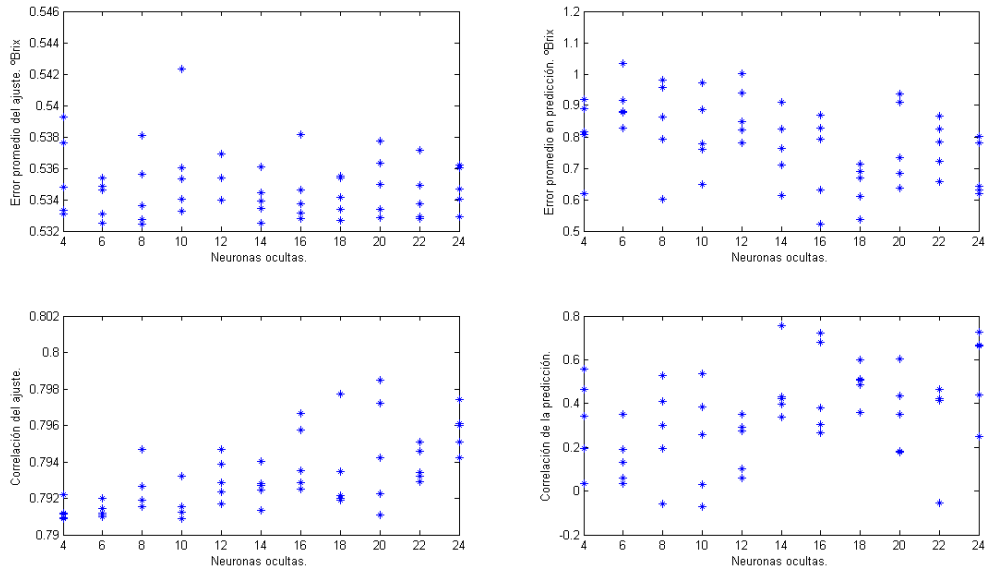 0.546
0.544
0.542
0.54
0.538
0.536
0.534
0.532
Error promedio del ajuste. ºBrix
4 6 8 10 12 14 16 18 20 22 24
Neuronas ocultas.
1.2
1.1
1
0.9
0.8
0.7
0.6
0.5
Error promedio en predicción. ºBrix
4 6 8 10 12 14 16 18 20 22 24
Neuronas ocultas.
0.802
0.8
0.798
0.796
0.794
0.792
0.79
Correlación del ajuste.
4 6 8 10 12 14 16 18 20 22 24
Neuronas ocultas.
0.8
0.6
0.4
0.2
0
-0.2
Correlación de la predicción.
4 6 8 10 12 14 16 18 20 22 24
Neuronas ocultas.